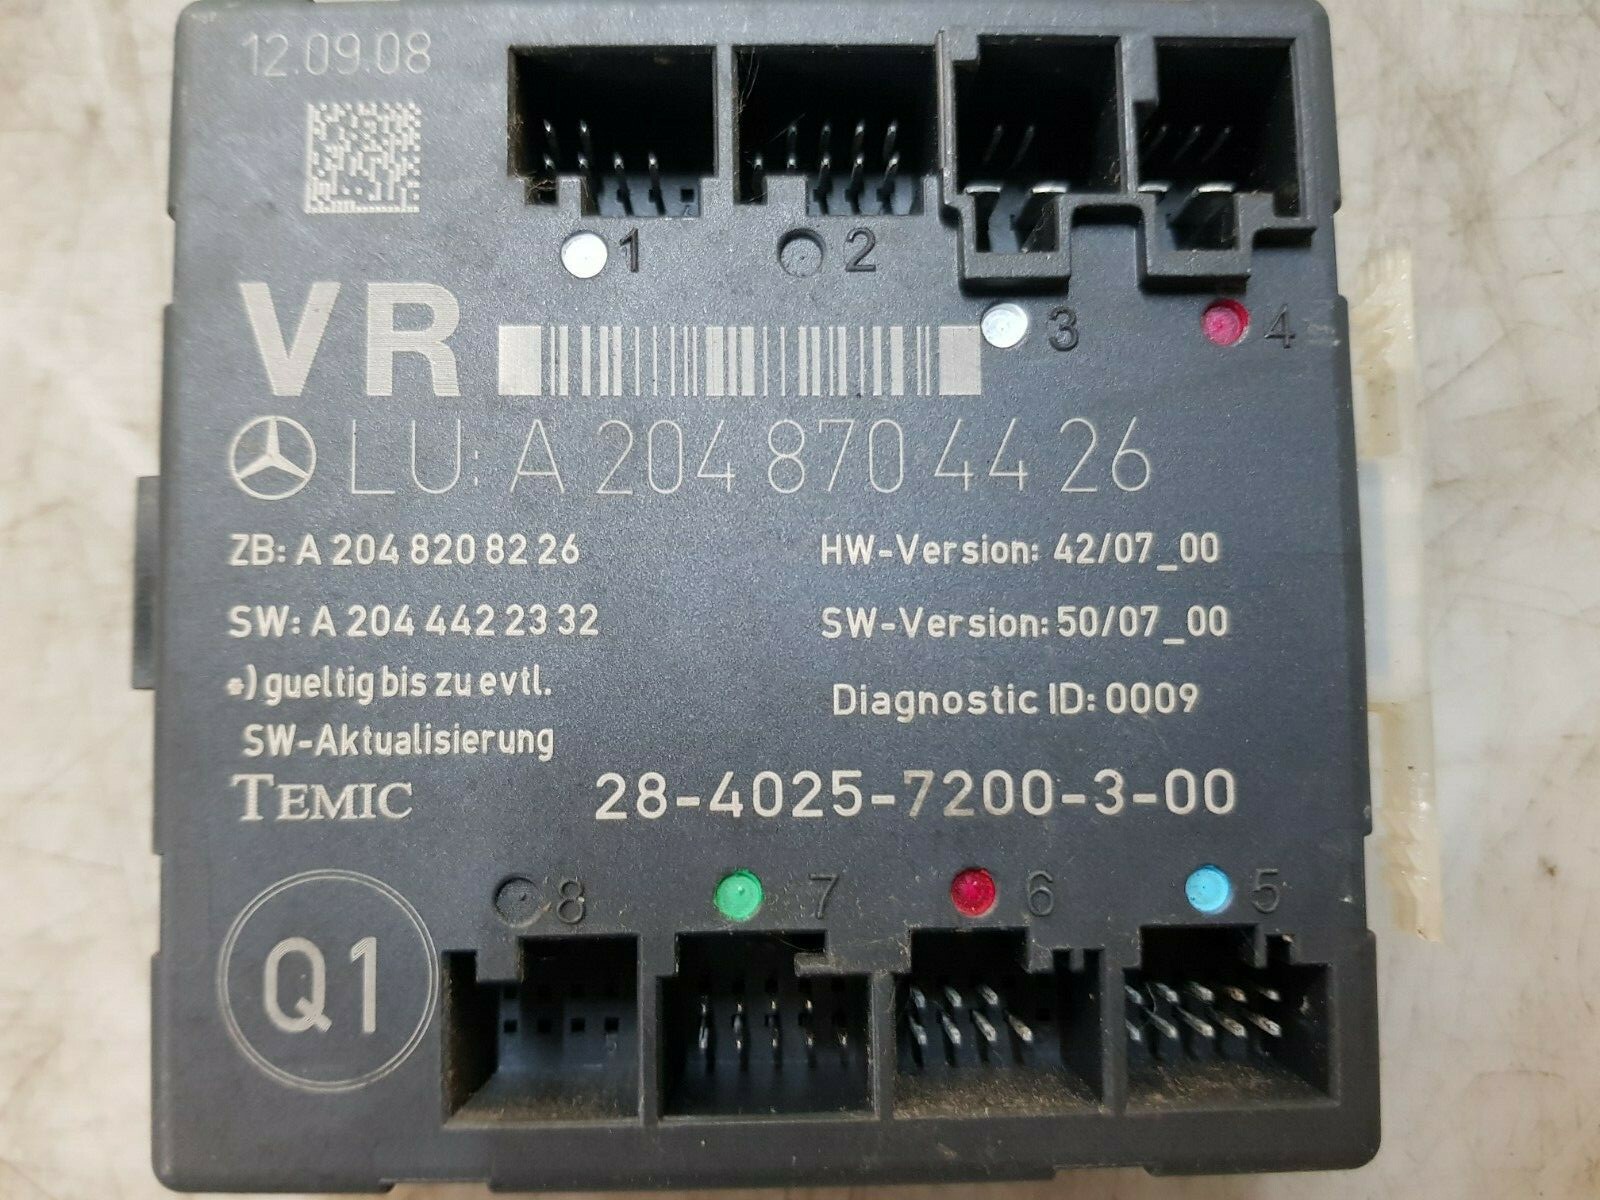 12.09.08
1
2
3
4
VR
LU: A 204 870 44 26
ZB: A 204 820 82 26
HW-Version: 42/07_00
SW: A 204 442 23 32
SW-Version: 50/07_00
*) gueltig bis zu evtl.
SW-Aktualisierung
Diagnostic ID: 0009
TEMIC
28-4025-7200-3-00
8
7
6
5
Q1